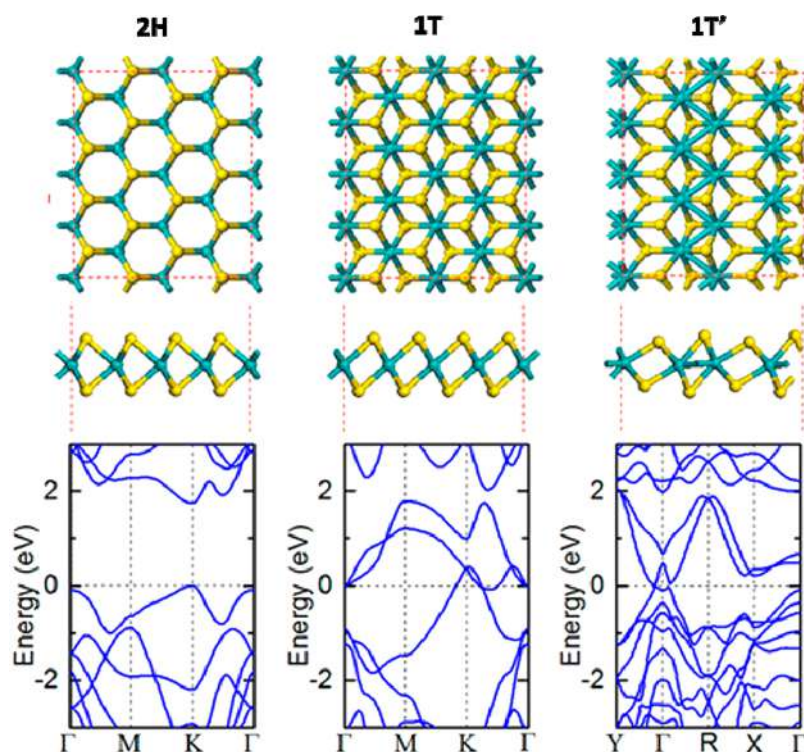 2H 1T 1T'
Energy (eV) Energy (eV) Energy (eV)
2 2 2
0 0 0
-2 -2 -2
Γ M K Γ Γ M K Γ Y Γ R X Γ